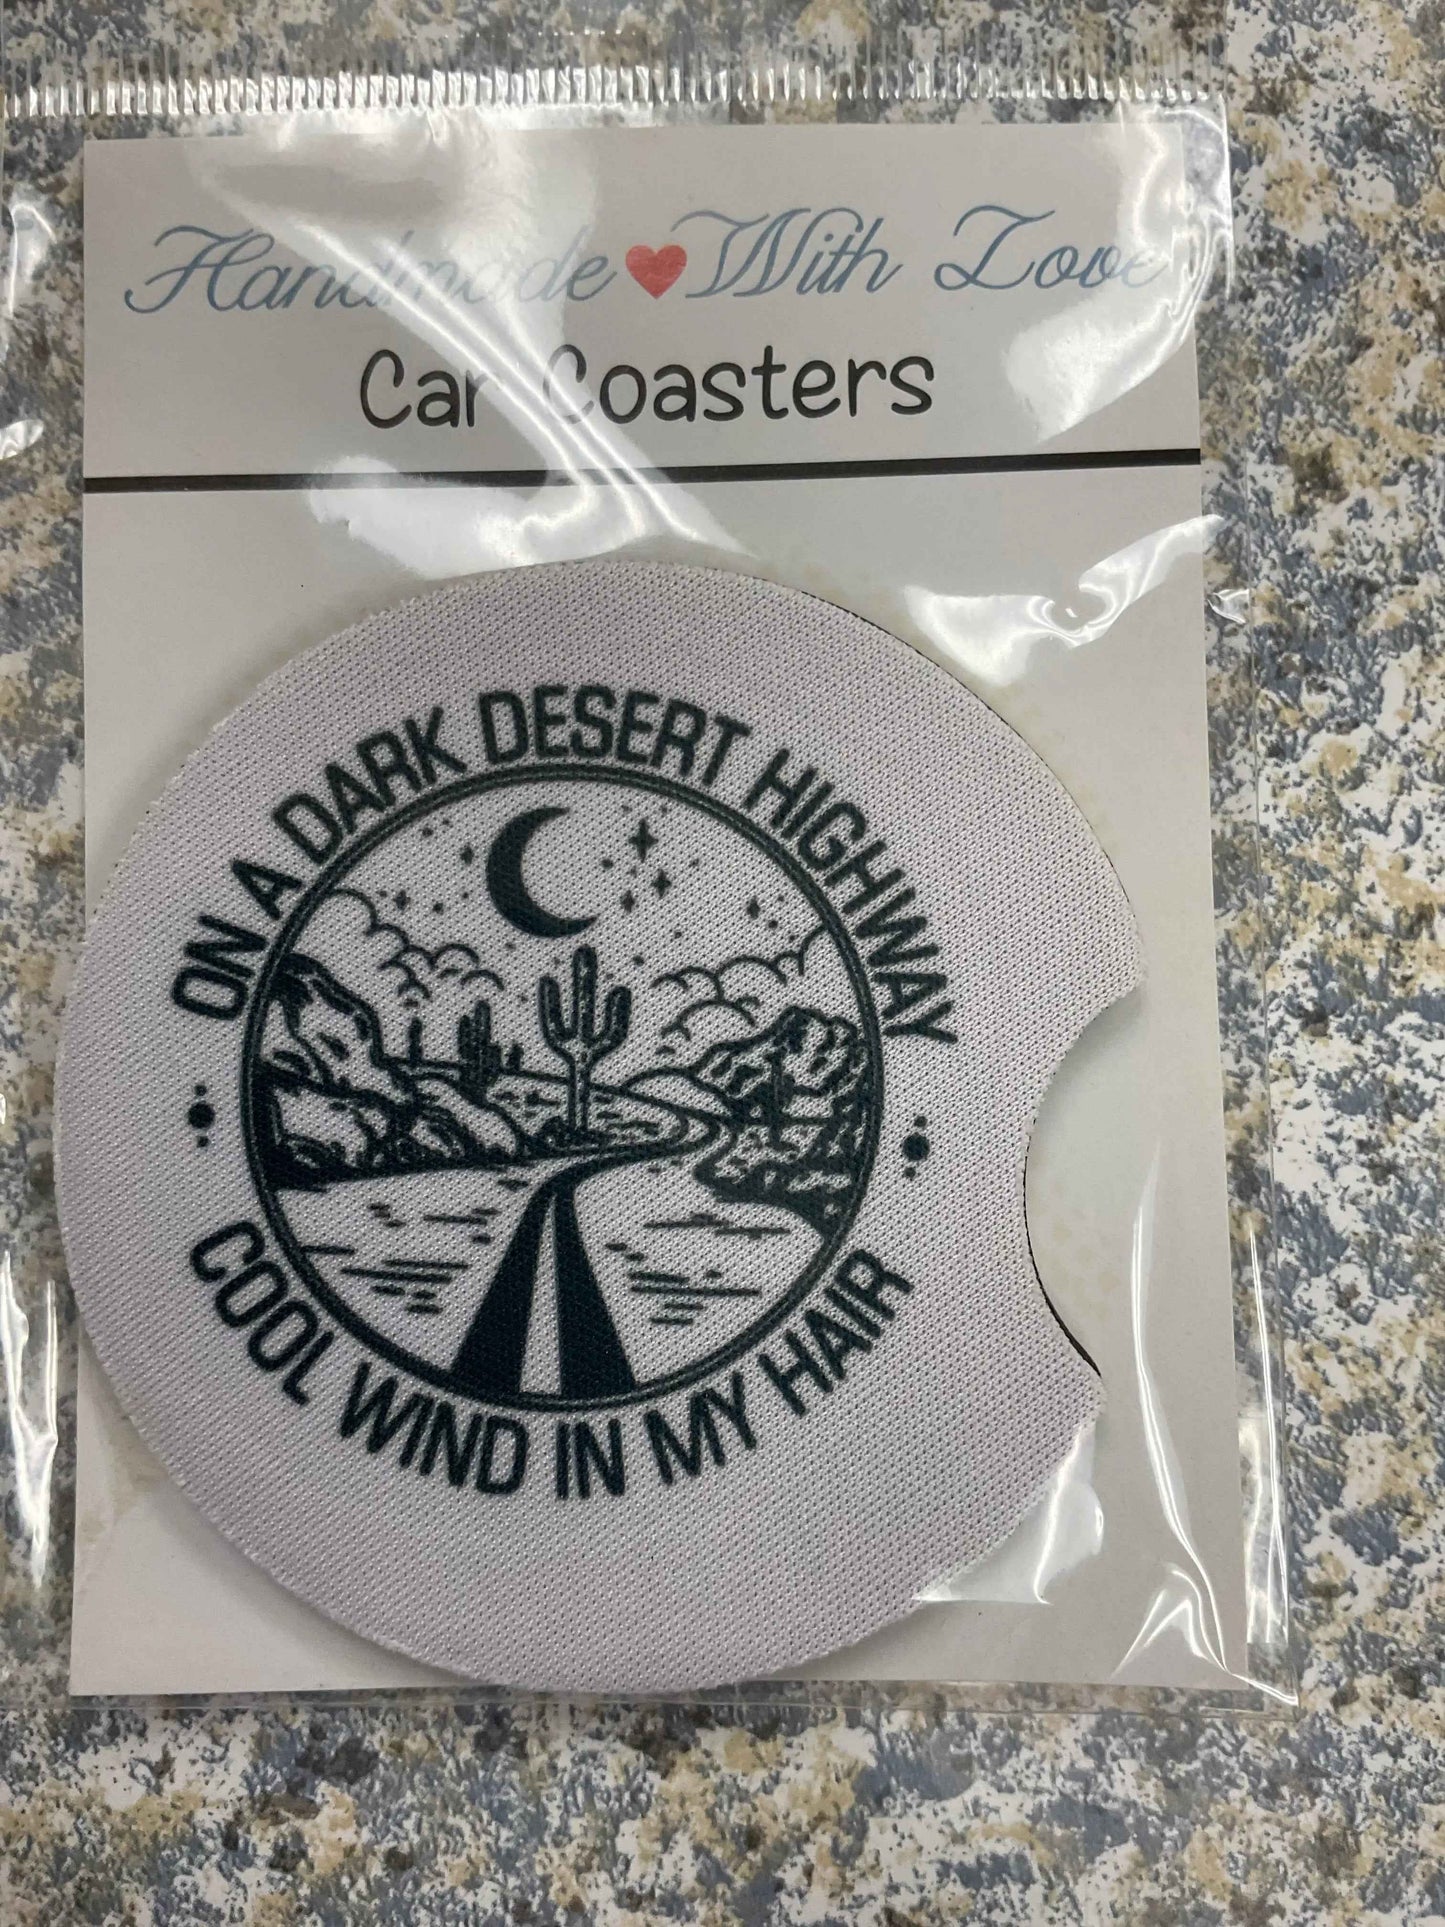 Handmade With Love
Car Coasters
ON A DARK DESERT HIGHWAY
COOL WIND IN MY HAIR